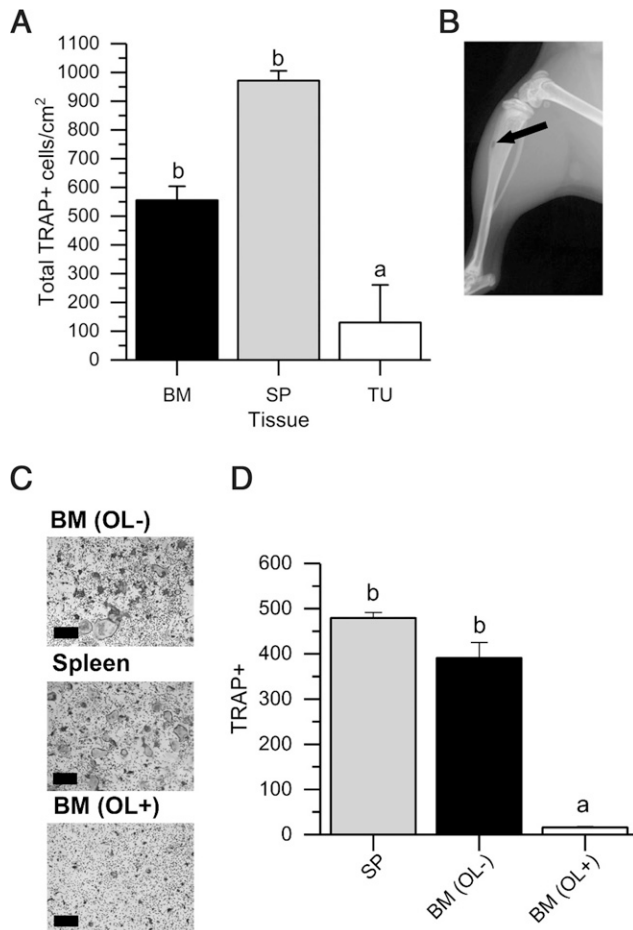 A
Total TRAP+ cells/cm²
1100
1000
900
800
700
600
500
400
300
200
100
0
b
b
a
BM
SP
TU
Tissue
B
C
BM (OL-)
Spleen
BM (OL+)
D
TRAP+
600
500
400
300
200
100
0
b
b
a
SP
BM (OL-)
BM (OL+)